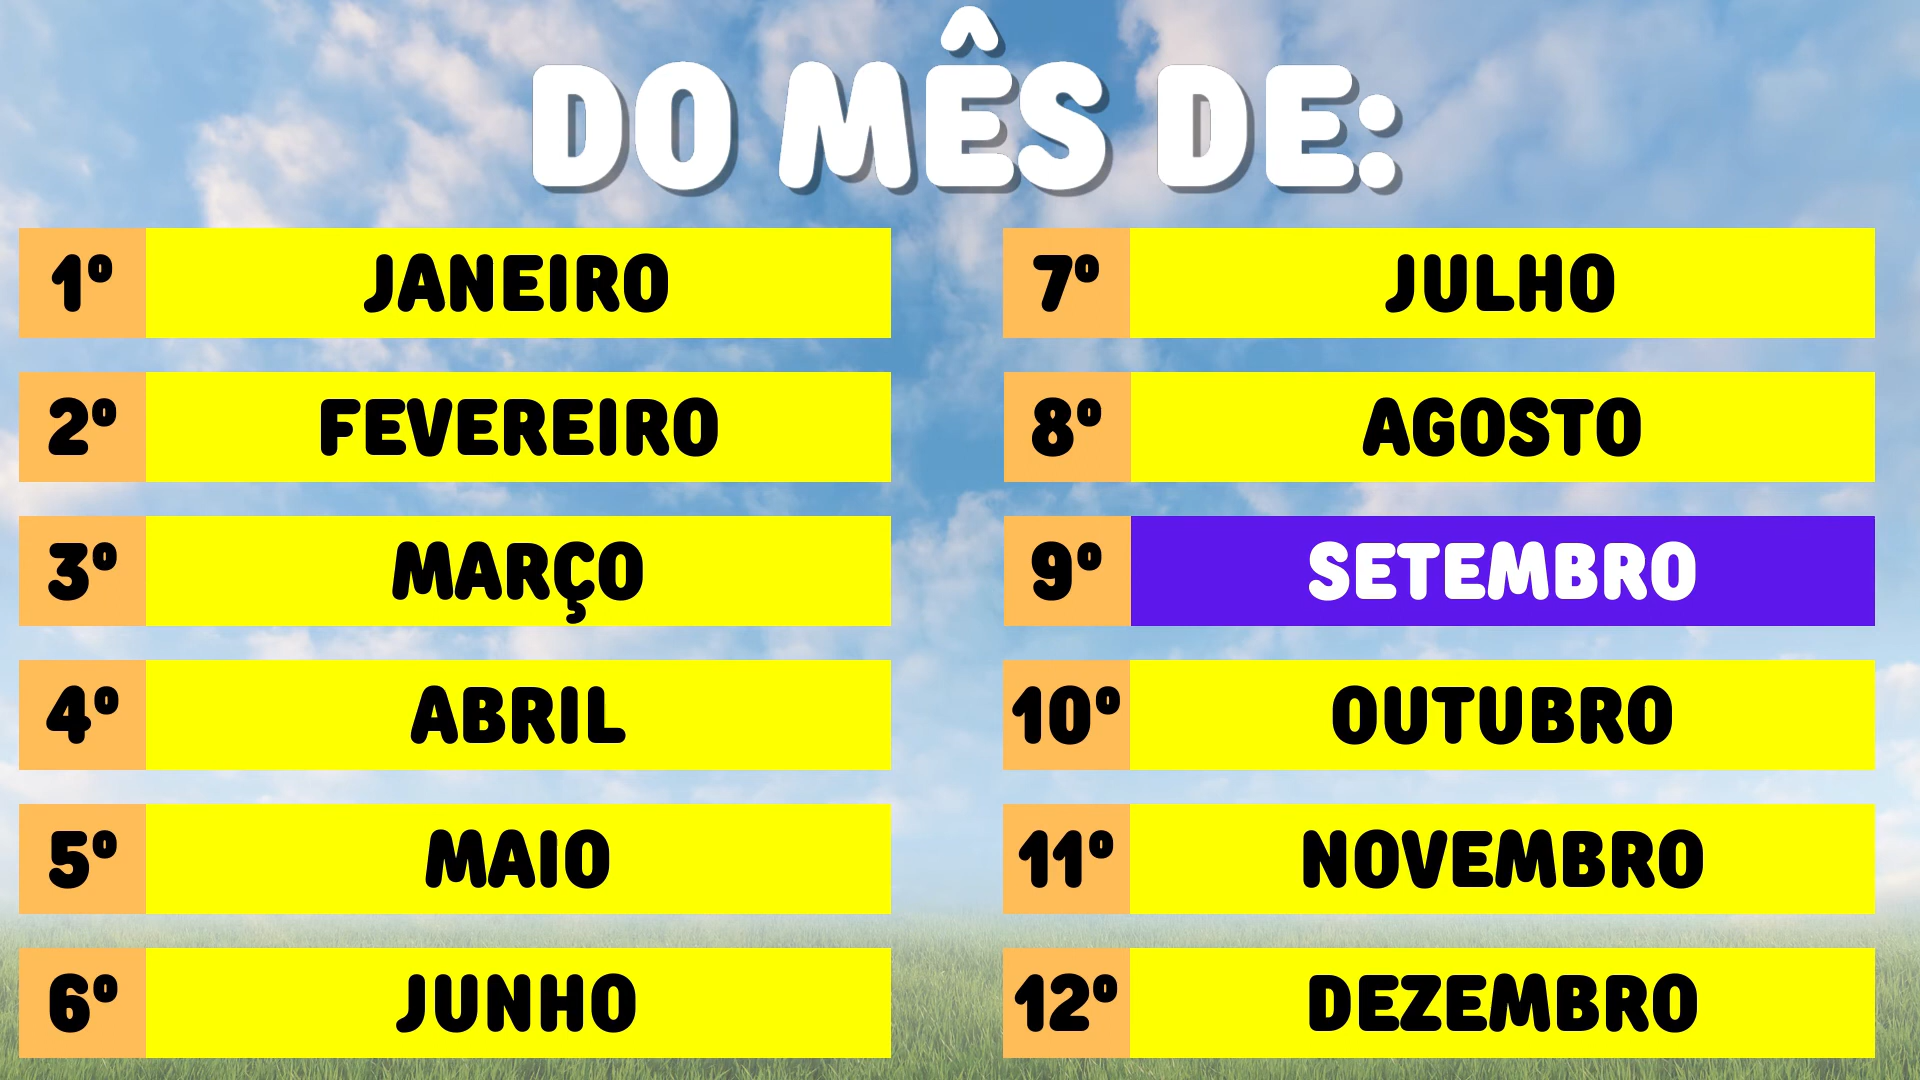 DO MÊS DE:
1º JANEIRO
2º FEVEREIRO
3º MARÇO
4º ABRIL
5º MAIO
6º JUNHO
7º JULHO
8º AGOSTO
9º SETEMBRO
10º OUTUBRO
11º NOVEMBRO
12º DEZEMBRO